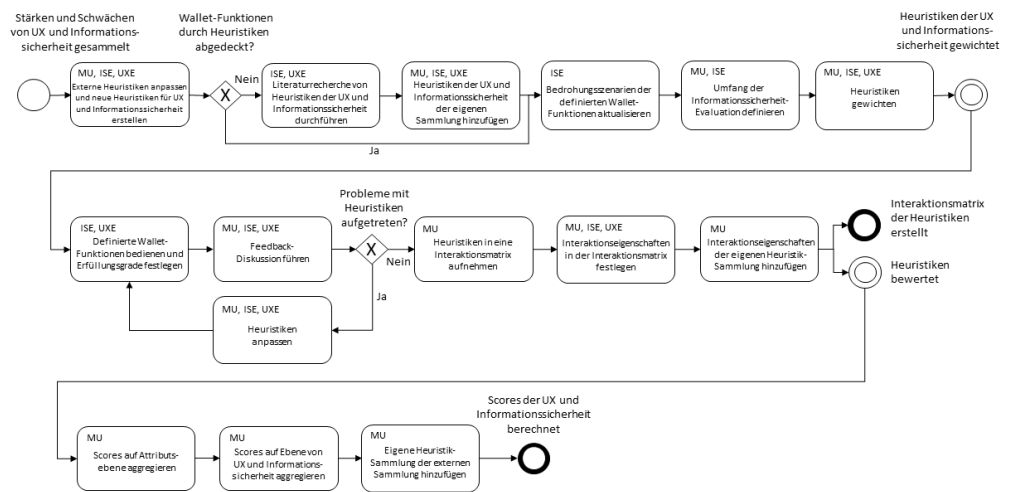 Stärken und Schwächen
von UX und Informations-
sicherheit gesammelt
Wallet-Funktionen
durch Heuristiken
abgedeckt?
Heuristiken der UX
und Informations-
sicherheit gewichtet
MU, ISE, UXE
Externe Heuristiken anpassen
und neue Heuristiken für UX
und Informationssicherheit
erstellen
X
Nein
Ja
ISE, UXE
Literaturrecherche von
Heuristiken der UX und
Informationssicherheit
durchführen
MU, ISE, UXE
Heuristiken der UX und
Informationssicherheit
der eigenen
Sammlung hinzufügen
ISE
Bedrohungsszenarien der
definierten Wallet-
Funktionen aktualisieren
MU, ISE
Umfang der
Informationssicherheit-
Evaluation definieren
MU, ISE, UXE
Heuristiken
gewichten
ISE, UXE
Definierte Wallet-
Funktionen bedienen und
Erfüllungsgrade festlegen
MU, ISE, UXE
Feedback-
Diskussion führen
Probleme mit
Heuristiken
aufgetreten?
X
Nein
Ja
MU, ISE, UXE
Heuristiken
anpassen
MU
Heuristiken in eine
Interaktionsmatrix
aufnehmen
MU, ISE, UXE
Interaktionseigenschaften
in der Interaktionsmatrix
festlegen
MU
Interaktionseigenschaften
der eigenen Heuristik-
Sammlung hinzufügen
Interaktionsmatrix
der Heuristiken
erstellt
Heuristiken
bewertet
MU
Scores auf Attributs-
ebene aggregieren
MU
Scores auf Ebene von
UX und Informations-
sicherheit aggregieren
MU
Eigene Heuristik-
Sammlung der externen
Sammlung hinzufügen
Scores der UX und
Informationssicherheit
berechnet